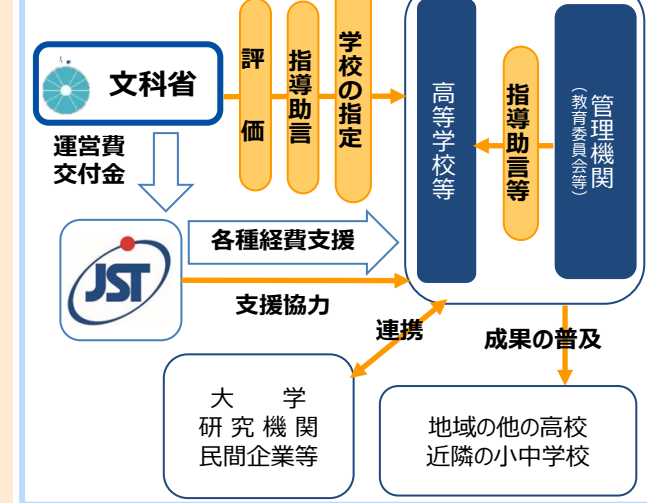 文科省
評価
指導助言
学校の指定
高等学校等
指導助言等
管理機関
（教育委員会等）
運営費
交付金
JST
各種経費支援
支援協力
連携
成果の普及
大　　学
研 究 機 関
民間企業等
地域の他の高校
近隣の小中学校